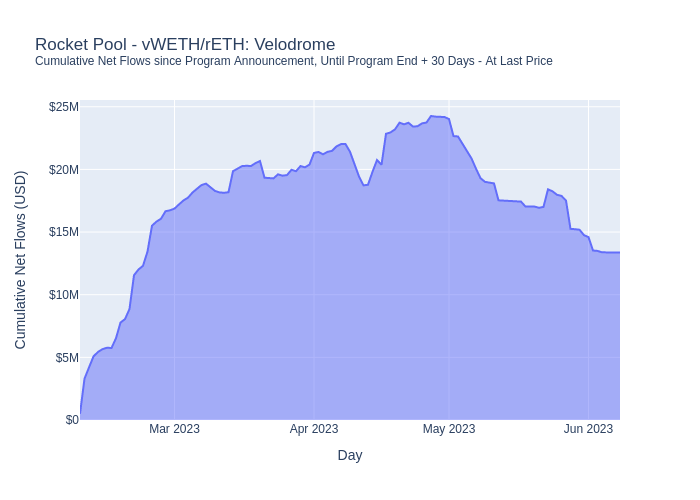 Rocket Pool - vWETH/rETH: Velodrome
Cumulative Net Flows since Program Announcement, Until Program End + 30 Days - At Last Price
$25M
$20M
$15M
$10M
$5M
$0
Cumulative Net Flows (USD)
Mar 2023 Apr 2023 May 2023 Jun 2023
Day